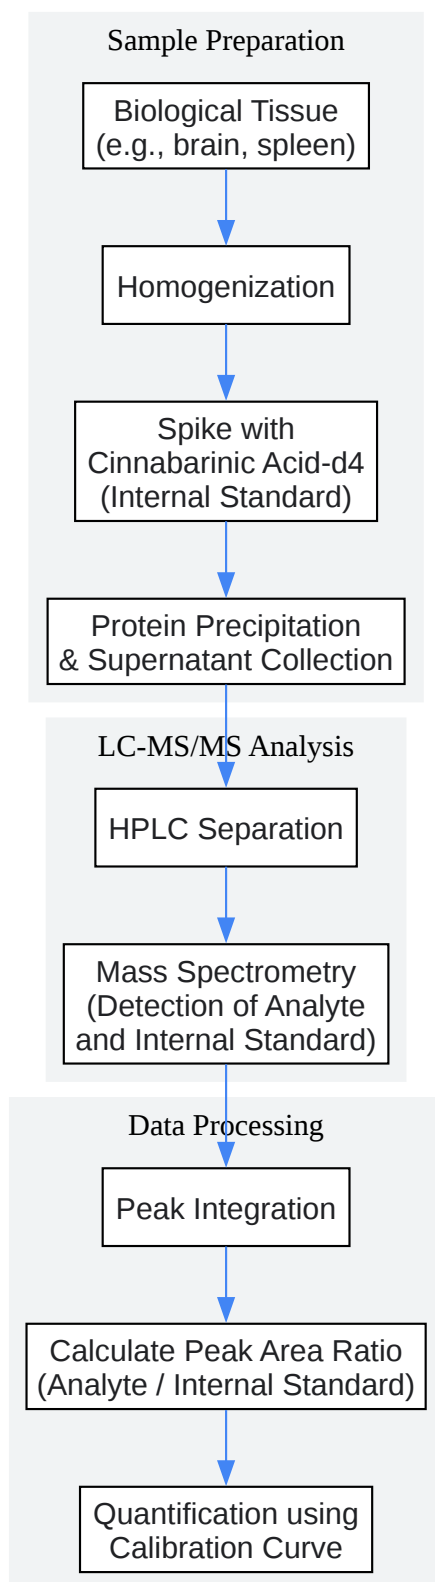 Sample Preparation
Biological Tissue
(e.g., brain, spleen)
Homogenization
Spike with
Cinnabarinic Acid-d4
(Internal Standard)
Protein Precipitation
& Supernatant Collection
LC-MS/MS Analysis
HPLC Separation
Mass Spectrometry
(Detection of Analyte
and Internal Standard)
Data Processing
Peak Integration
Calculate Peak Area Ratio
(Analyte / Internal Standard)
Quantification using
Calibration Curve